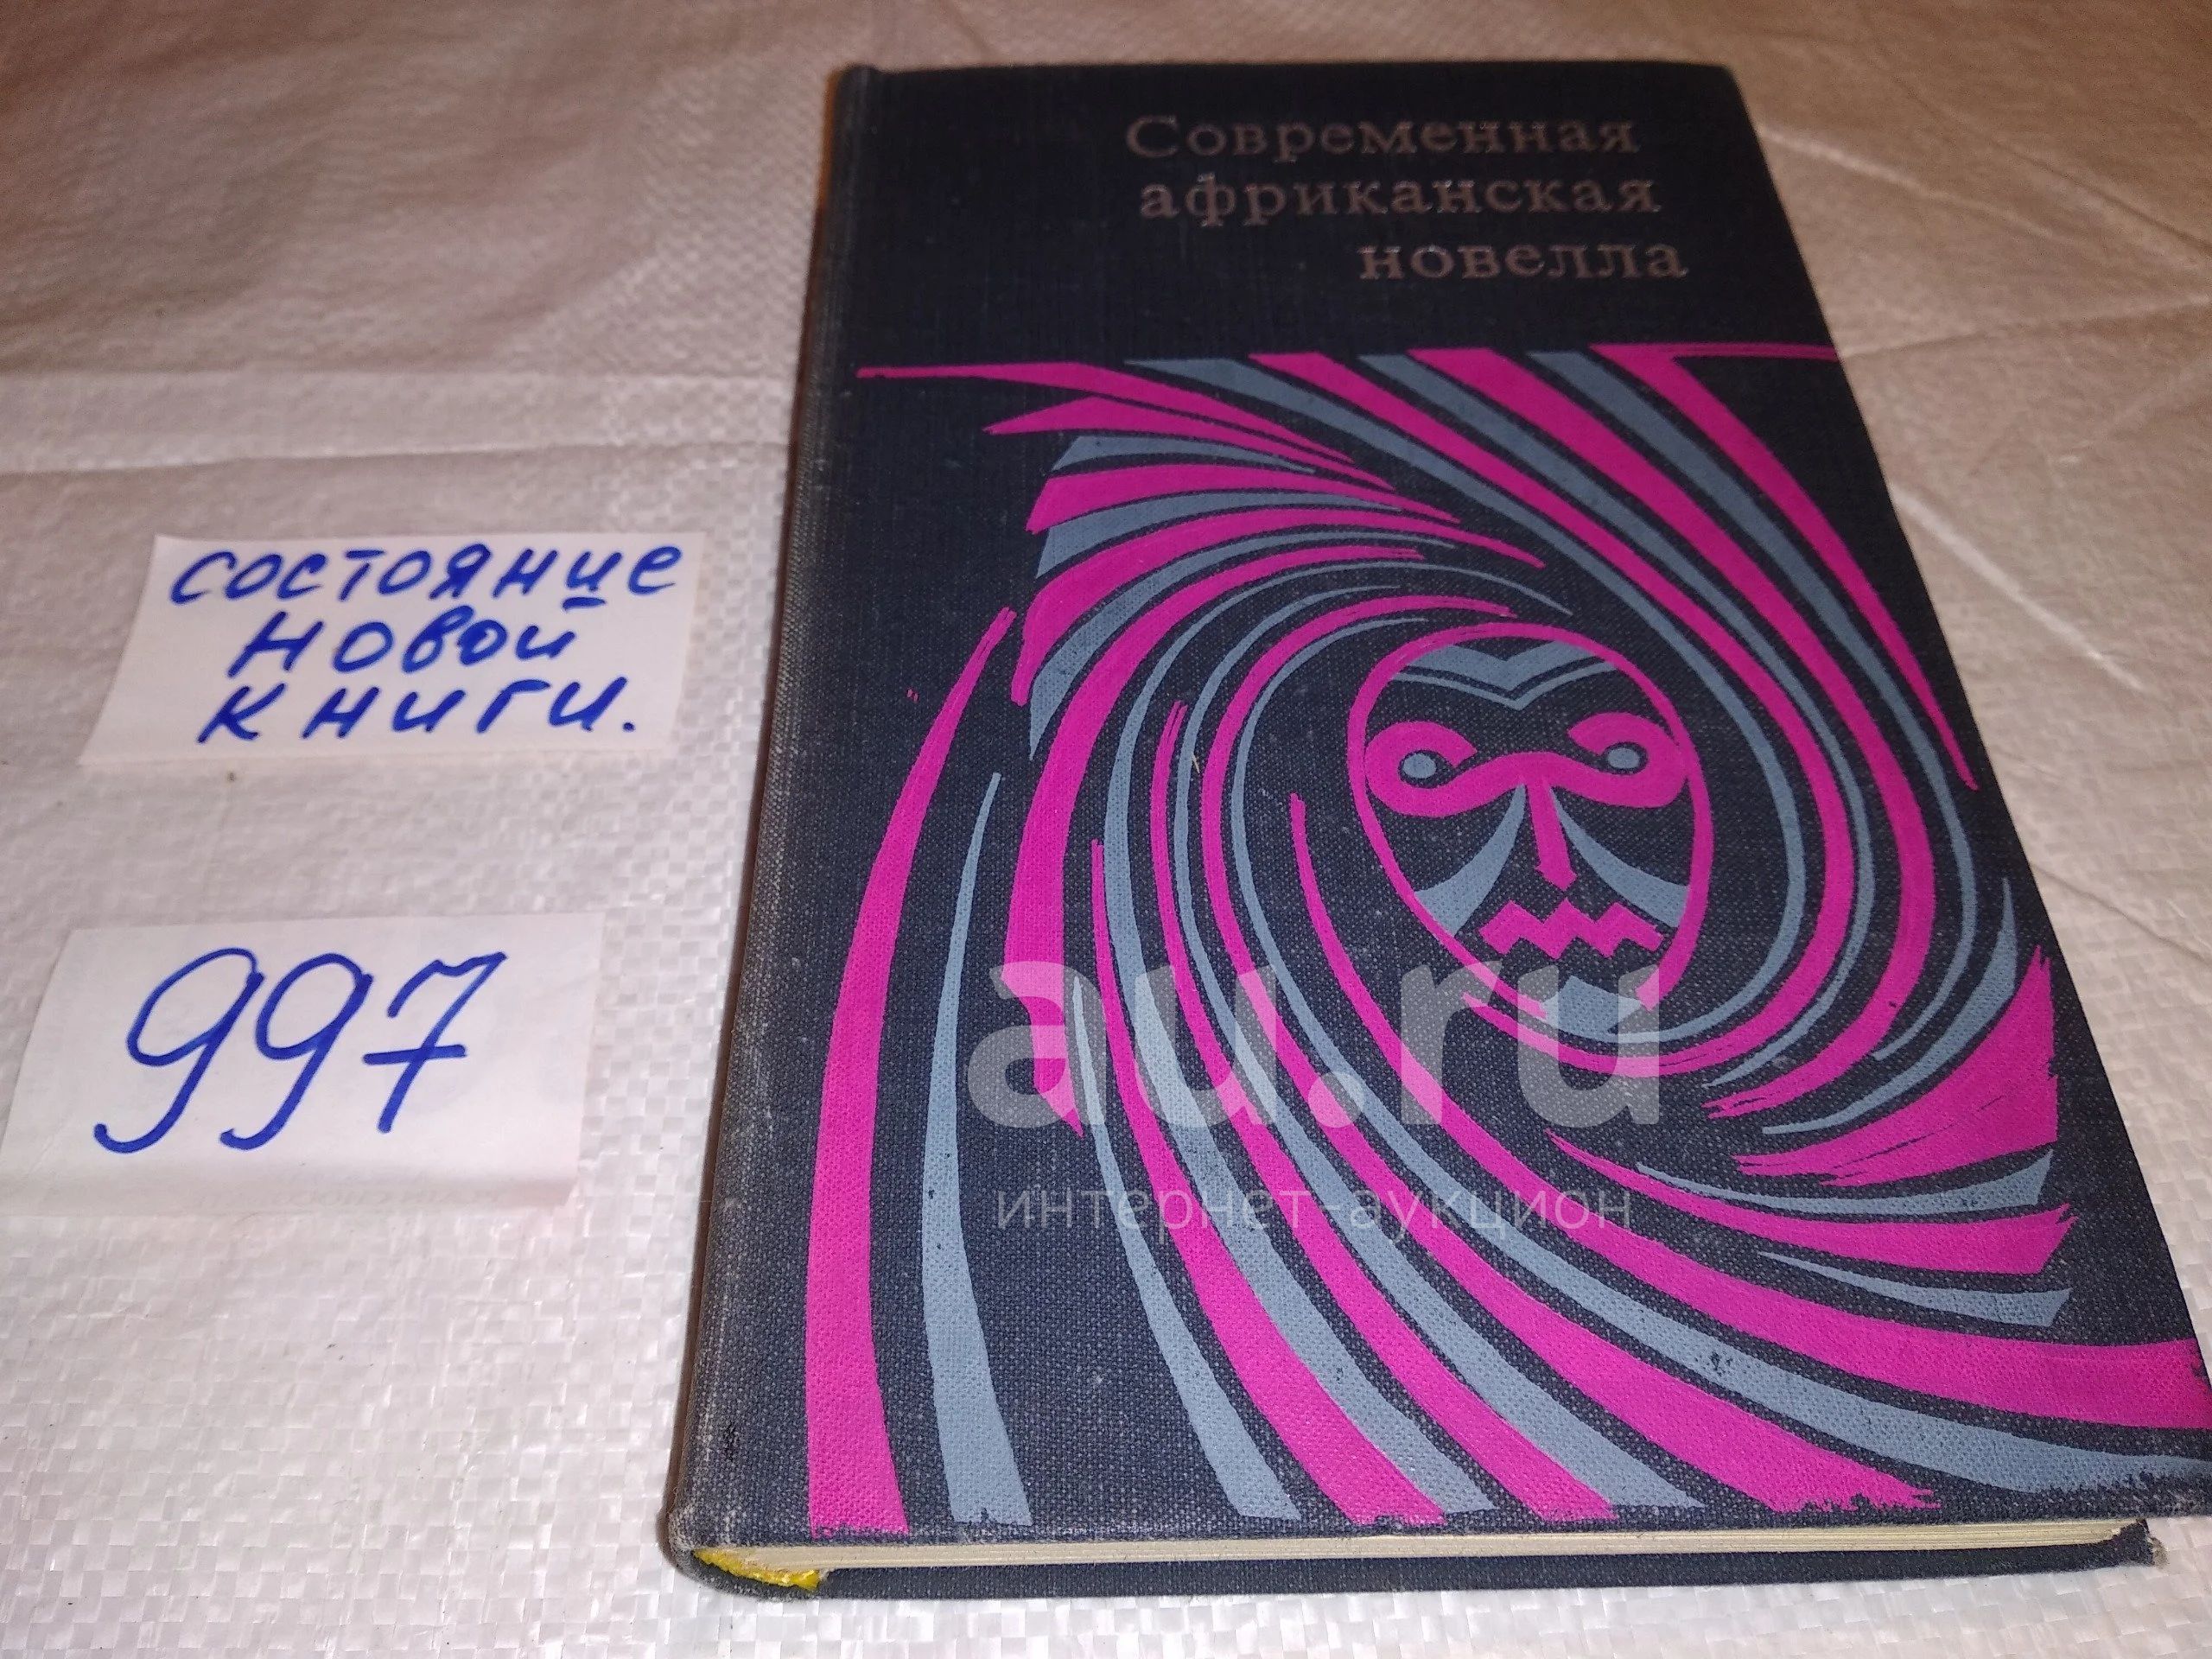 Современная
африканская
новелла
состояние
новой
книги.
997
au.ru
интернет-аукцион